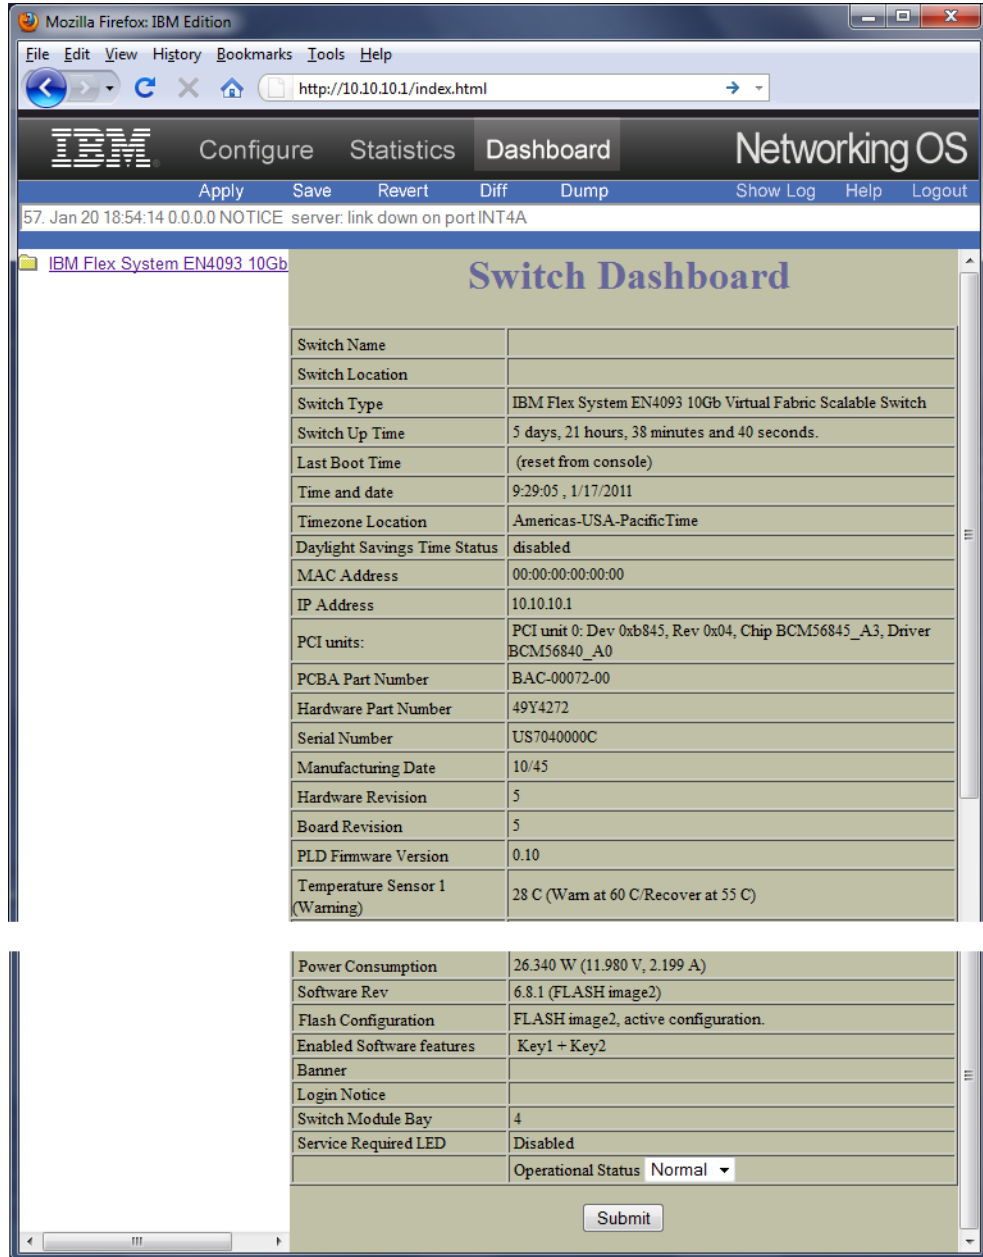 Mozilla Firefox: IBM Edition
File Edit View History Bookmarks Tools Help
http://10.10.10.1/index.html
IBM Configure Statistics Dashboard Networking OS
Apply Save Revert Diff Dump Show Log Help Logout
57. Jan 20 18:54:14 0.0.0.0 NOTICE server: link down on port INT4A
IBM Flex System EN4093 10Gb
Switch Dashboard
Switch Name
Switch Location
Switch Type IBM Flex System EN4093 10Gb Virtual Fabric Scalable Switch
Switch Up Time 5 days, 21 hours, 38 minutes and 40 seconds.
Last Boot Time (reset from console)
Time and date 9:29:05 , 1/17/2011
Timezone Location Americas-USA-PacificTime
Daylight Savings Time Status disabled
MAC Address 00:00:00:00:00:00
IP Address 10.10.10.1
PCI units: PCI unit 0: Dev 0xb845, Rev 0x04, Chip BCM56845_A3, Driver
BCM56840_A0
PCBA Part Number BAC-00072-00
Hardware Part Number 49Y4272
Serial Number US7040000C
Manufacturing Date 10/45
Hardware Revision 5
Board Revision 5
PLD Firmware Version 0.10
Temperature Sensor 1
(Warning) 28 C (Warn at 60 C/Recover at 55 C)
Power Consumption 26.340 W (11.980 V, 2.199 A)
Software Rev 6.8.1 (FLASH image2)
Flash Configuration FLASH image2, active configuration.
Enabled Software features Key1 + Key2
Banner
Login Notice
Switch Module Bay 4
Service Required LED Disabled
Operational Status Normal
Submit